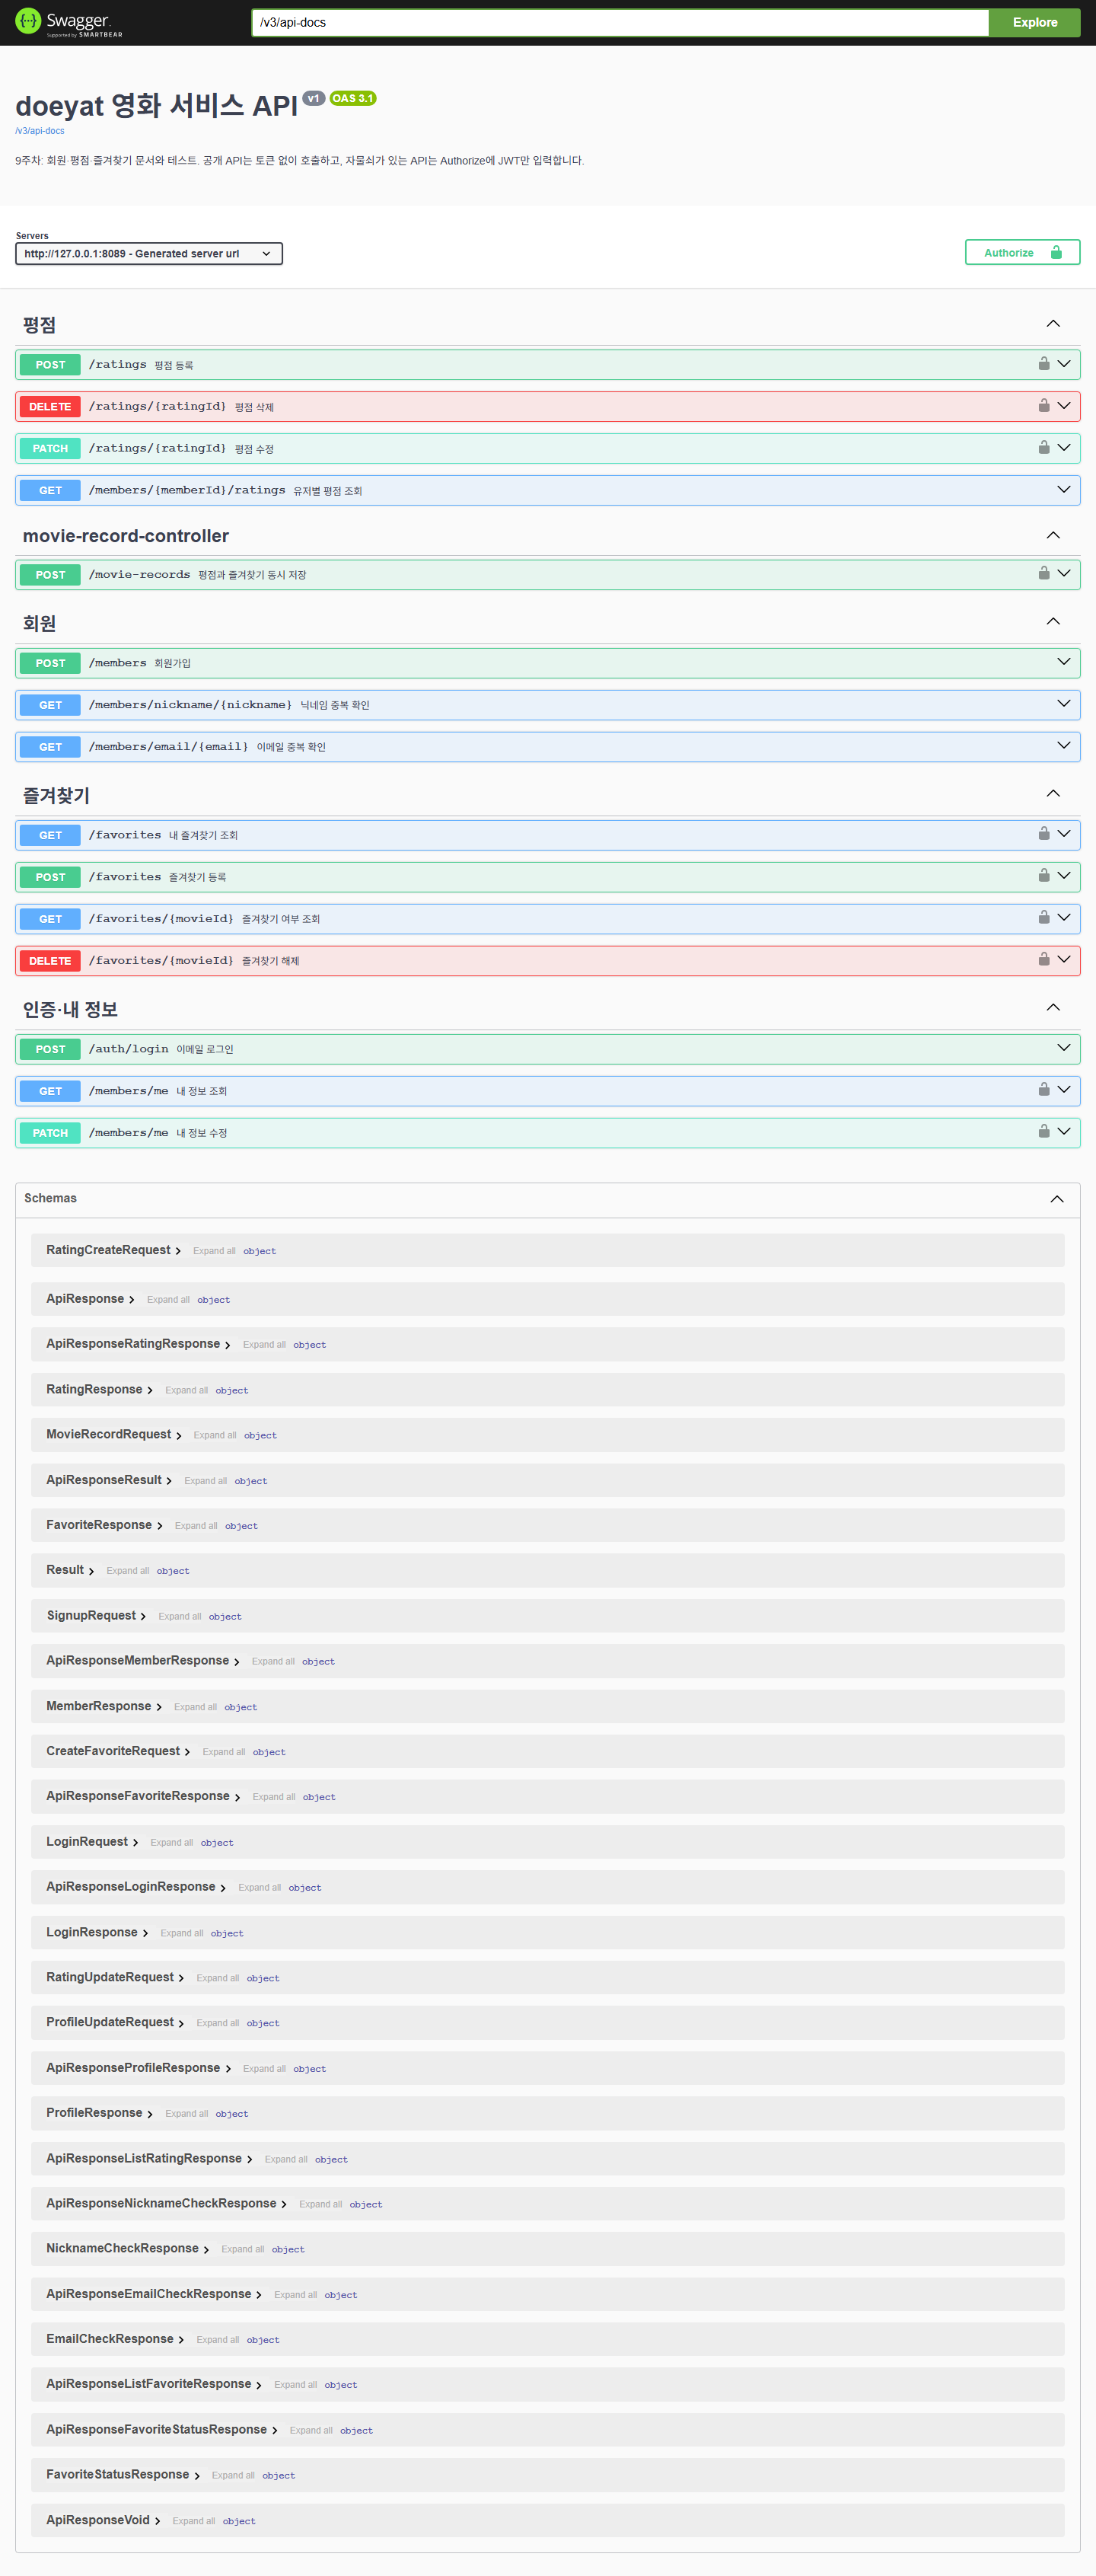 Swagger.
Supported by SMARTBEAR
/v3/api-docs
Explore
doeyat 영화 서비스 API v1 OAS 3.1
/v3/api-docs
9주차: 회원·평점·즐겨찾기 문서와 테스트. 공개 API는 토큰 없이 호출하고, 자물쇠가 있는 API는 Authorize에 JWT만 입력합니다.
Servers
http://127.0.0.1:8089 - Generated server url
Authorize
평점
POST /ratings 평점 등록
DELETE /ratings/{ratingId} 평점 삭제
PATCH /ratings/{ratingId} 평점 수정
GET /members/{memberId}/ratings 유저별 평점 조회
movie-record-controller
POST /movie-records 평점과 즐겨찾기 동시 저장
회원
POST /members 회원가입
GET /members/nickname/{nickname} 닉네임 중복 확인
GET /members/email/{email} 이메일 중복 확인
즐겨찾기
GET /favorites 내 즐겨찾기 조회
POST /favorites 즐겨찾기 등록
GET /favorites/{movieId} 즐겨찾기 여부 조회
DELETE /favorites/{movieId} 즐겨찾기 해제
인증·내 정보
POST /auth/login 이메일 로그인
GET /members/me 내 정보 조회
PATCH /members/me 내 정보 수정
Schemas
RatingCreateRequest Expand all object
ApiResponse Expand all object
ApiResponseRatingResponse Expand all object
RatingResponse Expand all object
MovieRecordRequest Expand all object
ApiResponseResult Expand all object
FavoriteResponse Expand all object
Result Expand all object
SignupRequest Expand all object
ApiResponseMemberResponse Expand all object
MemberResponse Expand all object
CreateFavoriteRequest Expand all object
ApiResponseFavoriteResponse Expand all object
LoginRequest Expand all object
ApiResponseLoginResponse Expand all object
LoginResponse Expand all object
RatingUpdateRequest Expand all object
ProfileUpdateRequest Expand all object
ApiResponseProfileResponse Expand all object
ProfileResponse Expand all object
ApiResponseListRatingResponse Expand all object
ApiResponseNicknameCheckResponse Expand all object
NicknameCheckResponse Expand all object
ApiResponseEmailCheckResponse Expand all object
EmailCheckResponse Expand all object
ApiResponseListFavoriteResponse Expand all object
ApiResponseFavoriteStatusResponse Expand all object
FavoriteStatusResponse Expand all object
ApiResponseVoid Expand all object